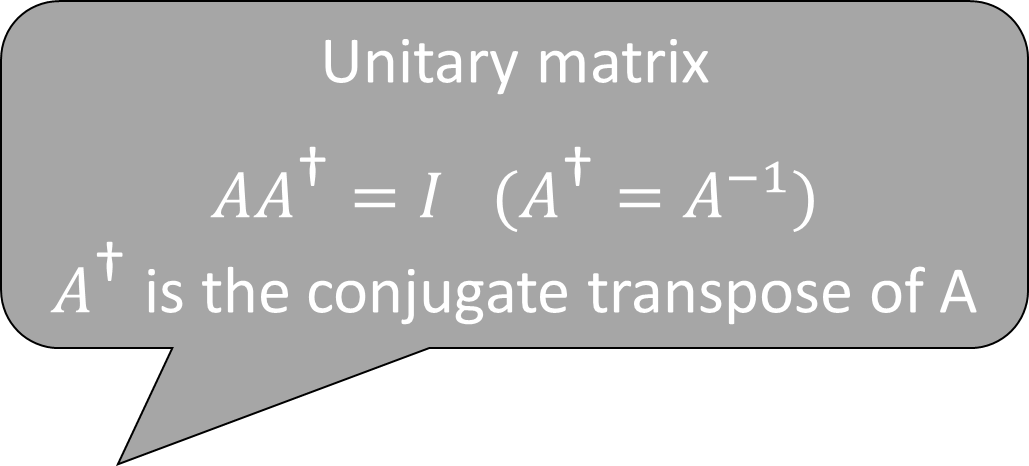 Unitary matrix
AA† = I (A† = A⁻¹)
A† is the conjugate transpose of A